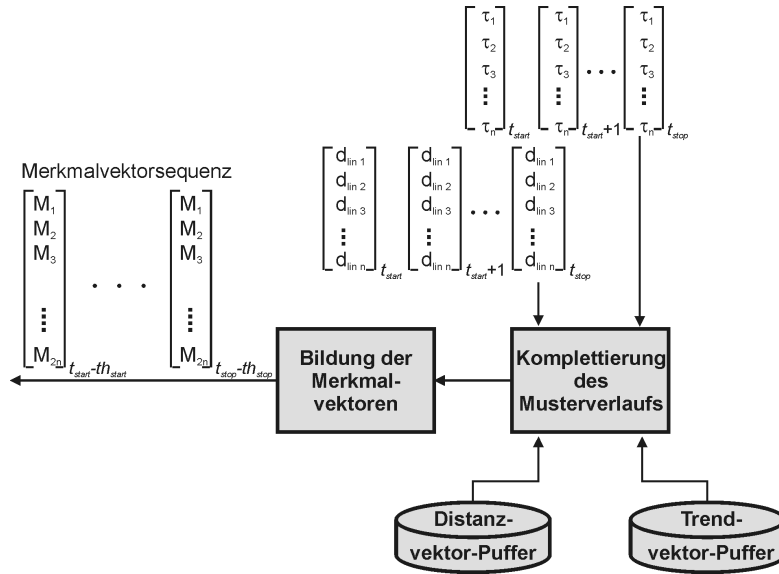 τ1 τ1 τ1
τ2 τ2 τ2
τ3 τ3 . . . τ3
τn tstart τn tstart+1 τn tstop
dlin 1 dlin 1 dlin 1
dlin 2 dlin 2 dlin 2
dlin 3 dlin 3 . . . dlin 3
dlin n tstart dlin n tstart+1 dlin n tstop
Merkmalvektorsequenz
M1 M1
M2 M2
M3 M3
. . .
M2n tstart-thstart M2n tstop-thstop
Bildung der
Merkmal-
vektoren
Komplettierung
des
Musterverlaufs
Distanz-
vektor-Puffer
Trend-
vektor-Puffer